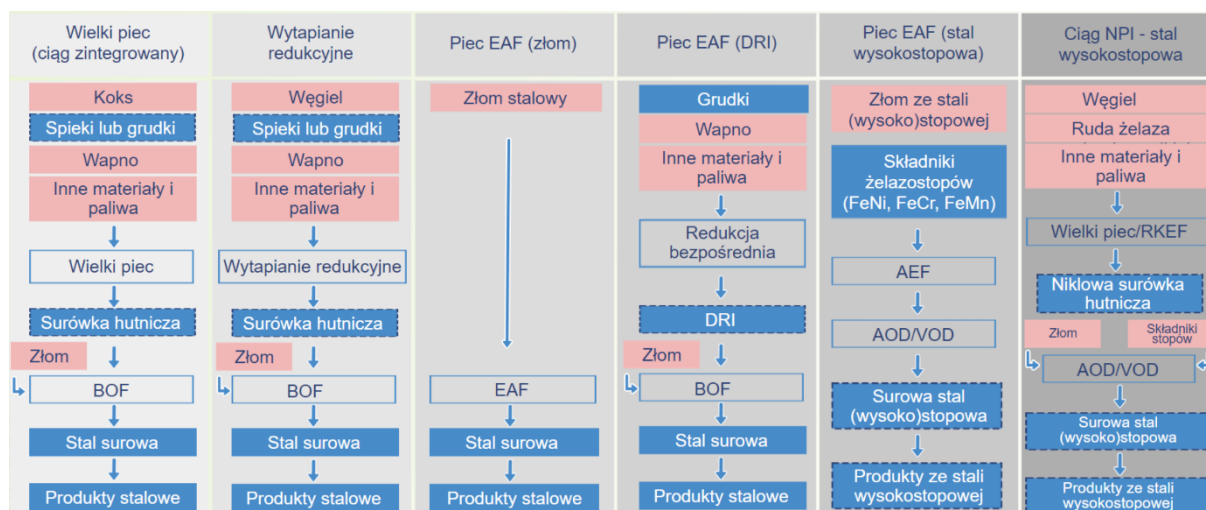 Wielki piec
(ciąg zintegrowany)
Koks
Spieki lub grudki
Wapno
Inne materiały i
paliwa
Wielki piec
Surówka hutnicza
Złom
BOF
Stal surowa
Produkty stalowe
Wytapianie
redukcyjne
Węgiel
Spieki lub grudki
Wapno
Inne materiały i
paliwa
Wytapianie redukcyjne
Surówka hutnicza
Złom
BOF
Stal surowa
Produkty stalowe
Piec EAF (złom)
Złom stalowy
EAF
Stal surowa
Produkty stalowe
Piec EAF (DRI)
Grudki
Wapno
Inne materiały i
paliwa
Redukcja
bezpośrednia
DRI
Złom
BOF
Stal surowa
Produkty stalowe
Piec EAF (stal
wysokostopowa)
Złom ze stali
(wysoko)stopowej
Składniki
żelazostopów
(FeNi, FeCr, FeMn)
AEF
AOD/VOD
Surowa stal
(wysoko)stopowa
Produkty ze stali
wysokostopowej
Ciąg NPI - stal
wysokostopowa
Węgiel
Ruda żelaza
Inne materiały i
paliwa
Wielki piec/RKEF
Niklowa surówka
hutnicza
Złom
Składniki
stopów
AOD/VOD
Surowa stal
(wysoko)stopowa
Produkty ze stali
wysokostopowej